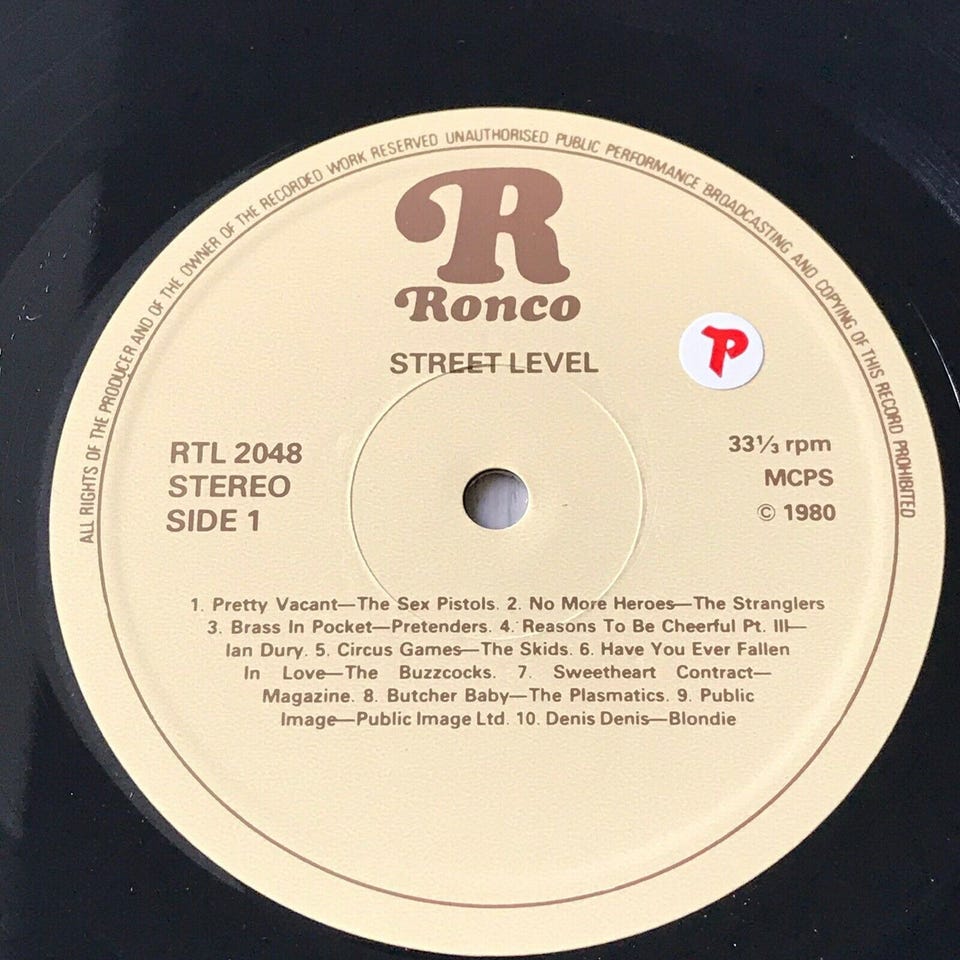 ALL RIGHTS OF THE PRODUCER AND OF THE OWNER OF THE RECORDED WORK RESERVED UNAUTHORISED PUBLIC PERFORMANCE BROADCASTING AND COPYING OF THIS RECORD PROHIBITED
R
Ronco
STREET LEVEL
P
RTL 2048
STEREO
SIDE 1
33⅓ rpm
MCPS
© 1980
1. Pretty Vacant—The Sex Pistols. 2. No More Heroes—The Stranglers
3. Brass In Pocket—Pretenders. 4. Reasons To Be Cheerful Pt. III—
Ian Dury. 5. Circus Games—The Skids. 6. Have You Ever Fallen
In Love—The Buzzcocks. 7. Sweetheart Contract—
Magazine. 8. Butcher Baby—The Plasmatics. 9. Public
Image—Public Image Ltd. 10. Denis Denis—Blondie